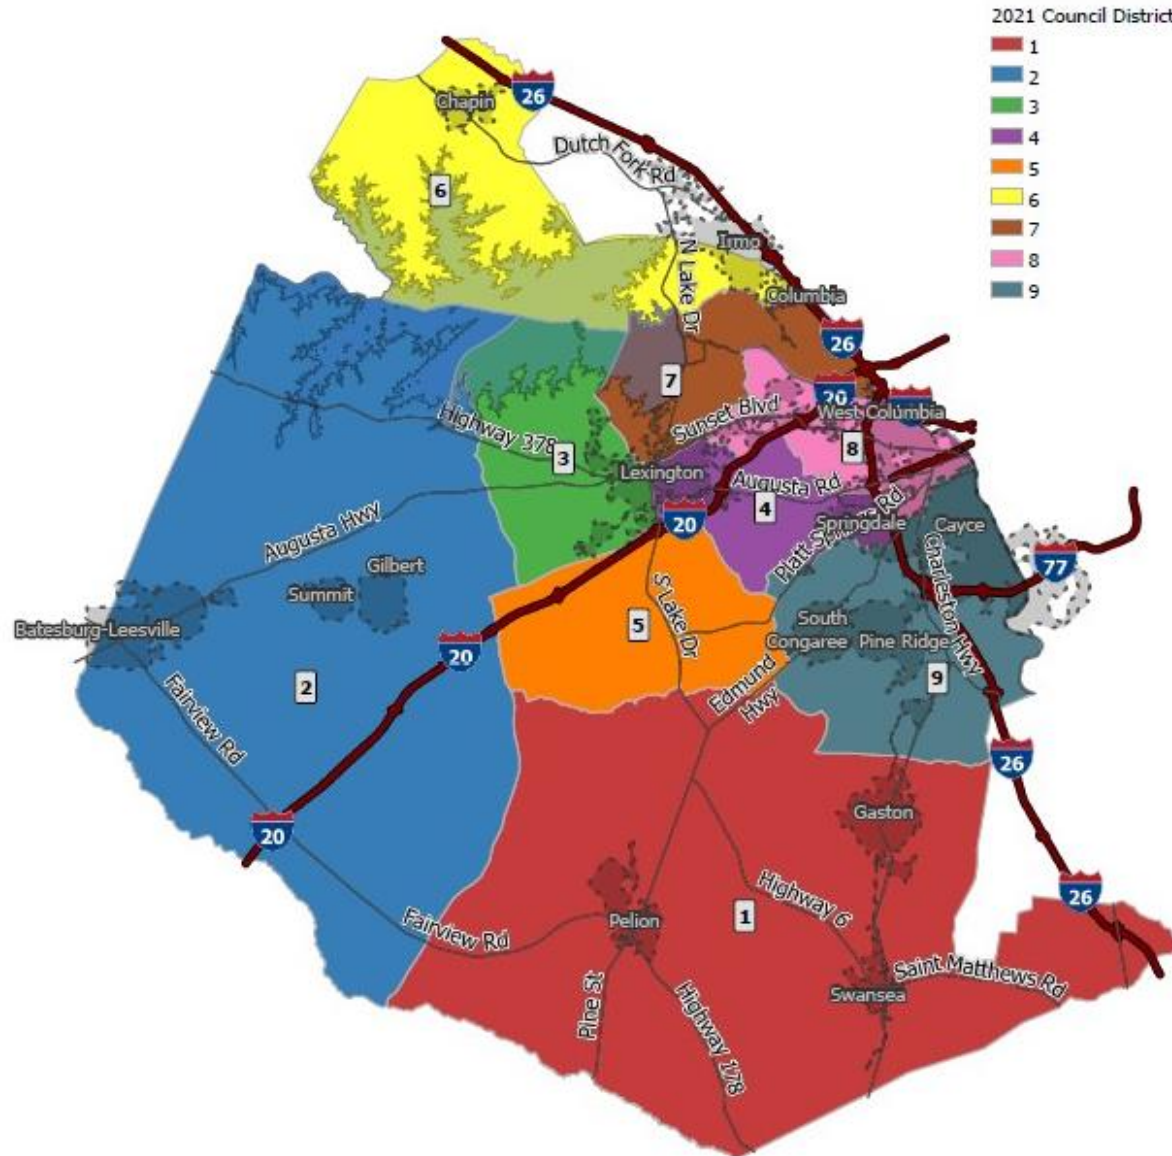 2021 Council District
1
2
3
4
5
6
7
8
9
26
Chapin
Dutch Fork Rd
6
Irmo
N Lake Dr
Columbia
26
7
20
Sunset Blvd
West Columbia
Highway 378
3
8
Lexington
Augusta Rd
4
20
Platt Springs Rd
Springdale
Cayce
Augusta Hwy
77
Gilbert
Summit
Charleston Hwy
Batesburg-Leesville
S Lake Dr
5
South
Congaree
Pine Ridge
20
2
Edmund
Hwy
9
Fairview Rd
26
20
Gaston
26
Highway 6
1
Pelion
Fairview Rd
Saint Matthews Rd
Swansea
Pine St
Highway 178